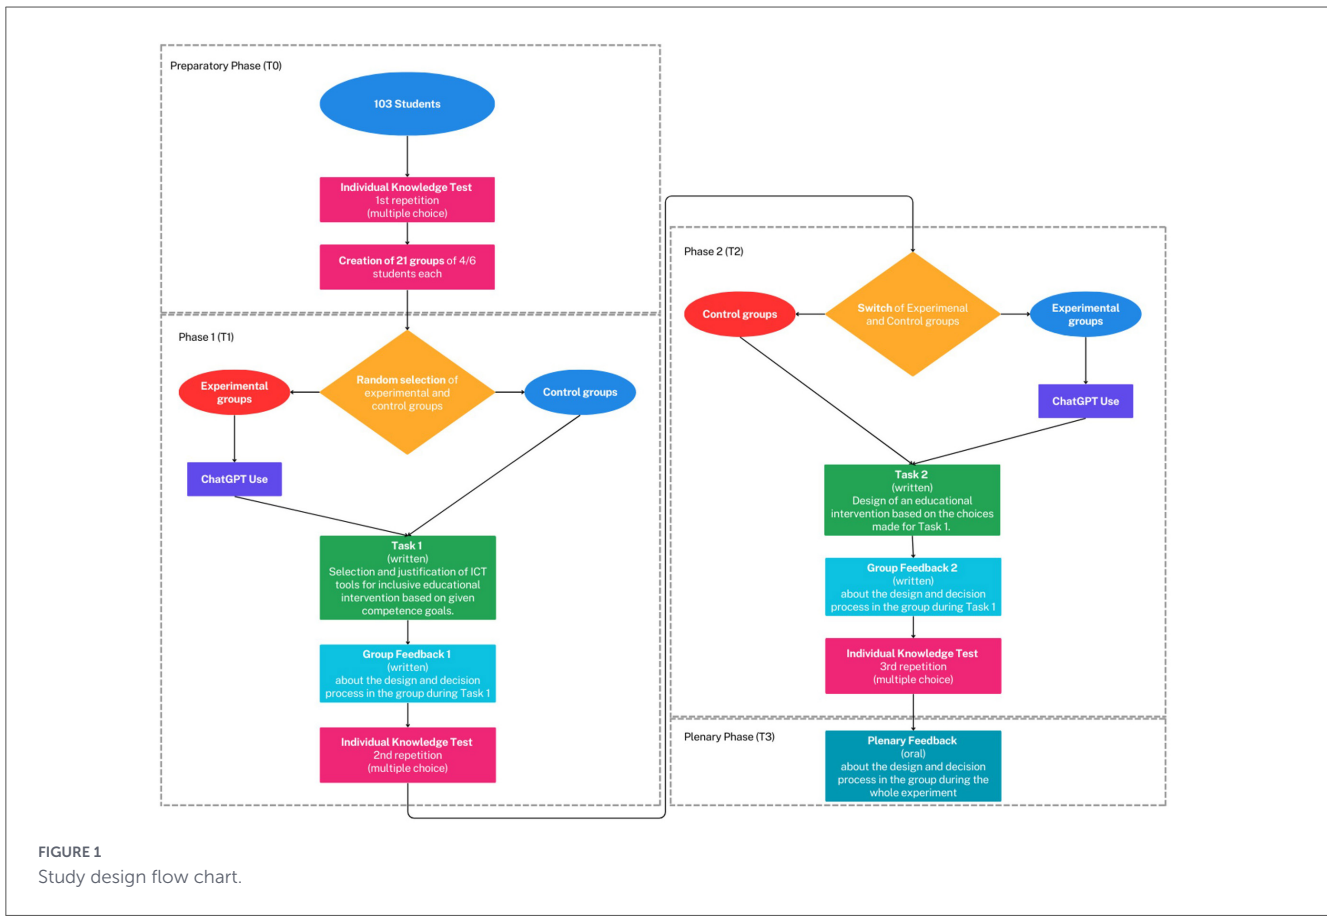 Preparatory Phase (T0)
103 Students
Individual Knowledge Test
1st repetition
(multiple choice)
Creation of 21 groups of 4/6
students each
Phase 1 (T1)
Random selection of
experimental and
control groups
Experimental
groups
Control groups
ChatGPT Use
Task 1
(written)
Selection and justification of ICT
tools for inclusive educational
intervention based on given
competence goals.
Group Feedback 1
(written)
about the design and decision
process in the group during Task 1
Individual Knowledge Test
2nd repetition
(multiple choice)
Phase 2 (T2)
Switch of Experimenal
and Control groups
Control groups
Experimental
groups
ChatGPT Use
Task 2
(written)
Design of an educational
intervention based on the choices
made for Task 1.
Group Feedback 2
(written)
about the design and decision
process in the group during Task 1
Individual Knowledge Test
3rd repetition
(multiple choice)
Plenary Phase (T3)
Plenary Feedback
(oral)
about the design and decision
process in the group during the
whole experiment
FIGURE 1
Study design flow chart.